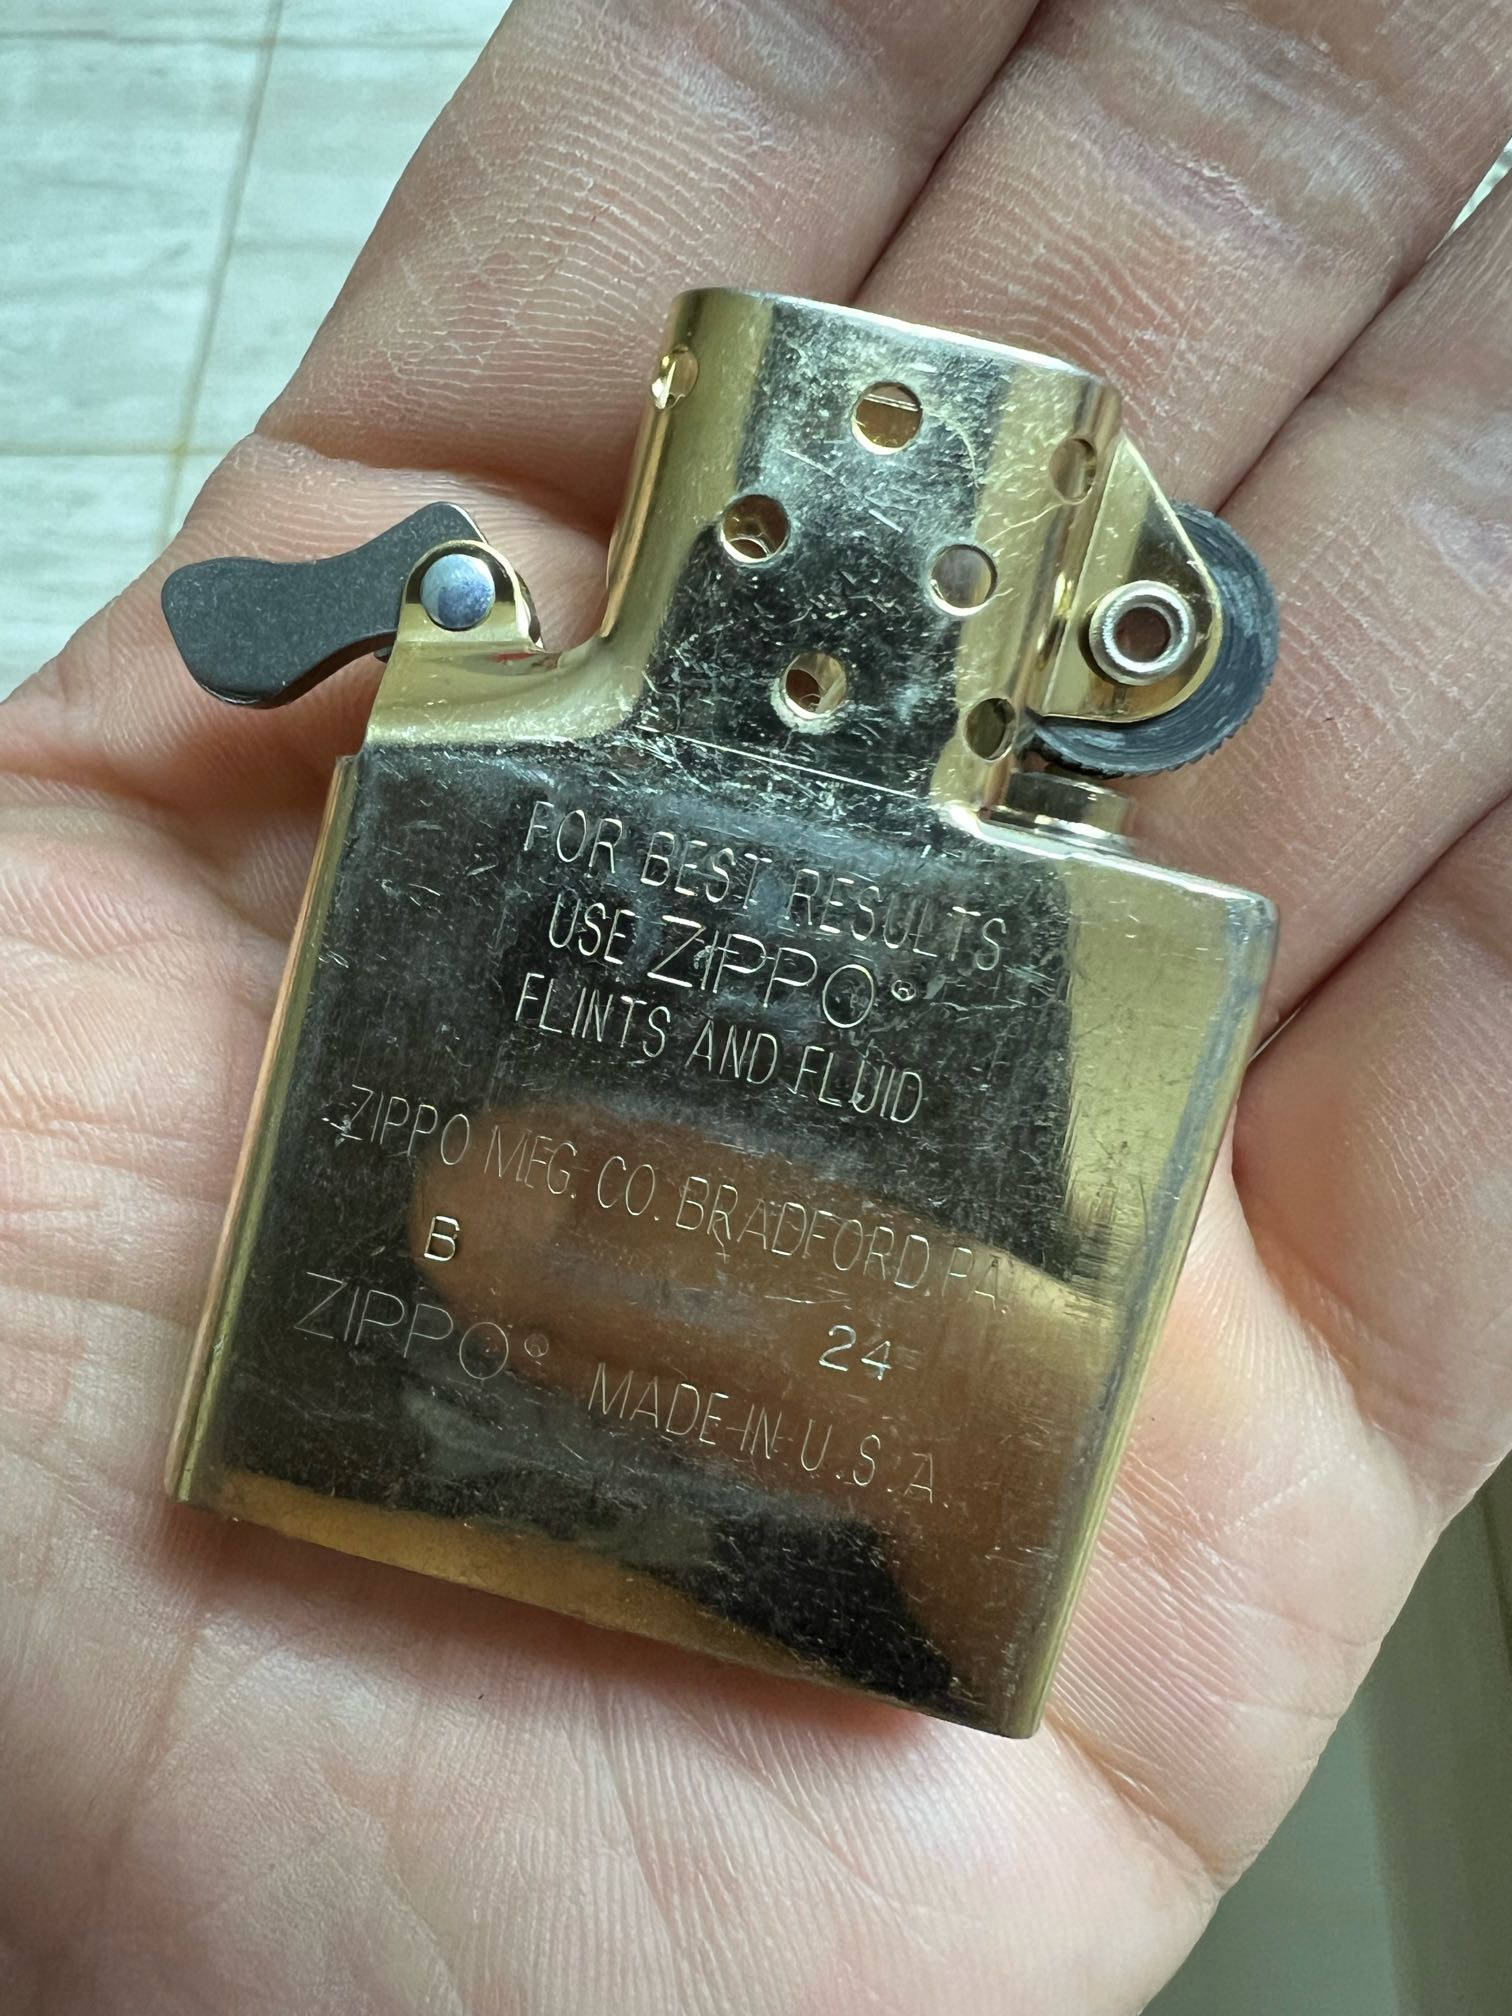 FOR BEST RESULTS
USE ZIPPO®
FLINTS AND FLUID
ZIPPO MFG. CO. BRADFORD. PA.
B 24
ZIPPO® MADE IN U.S.A.